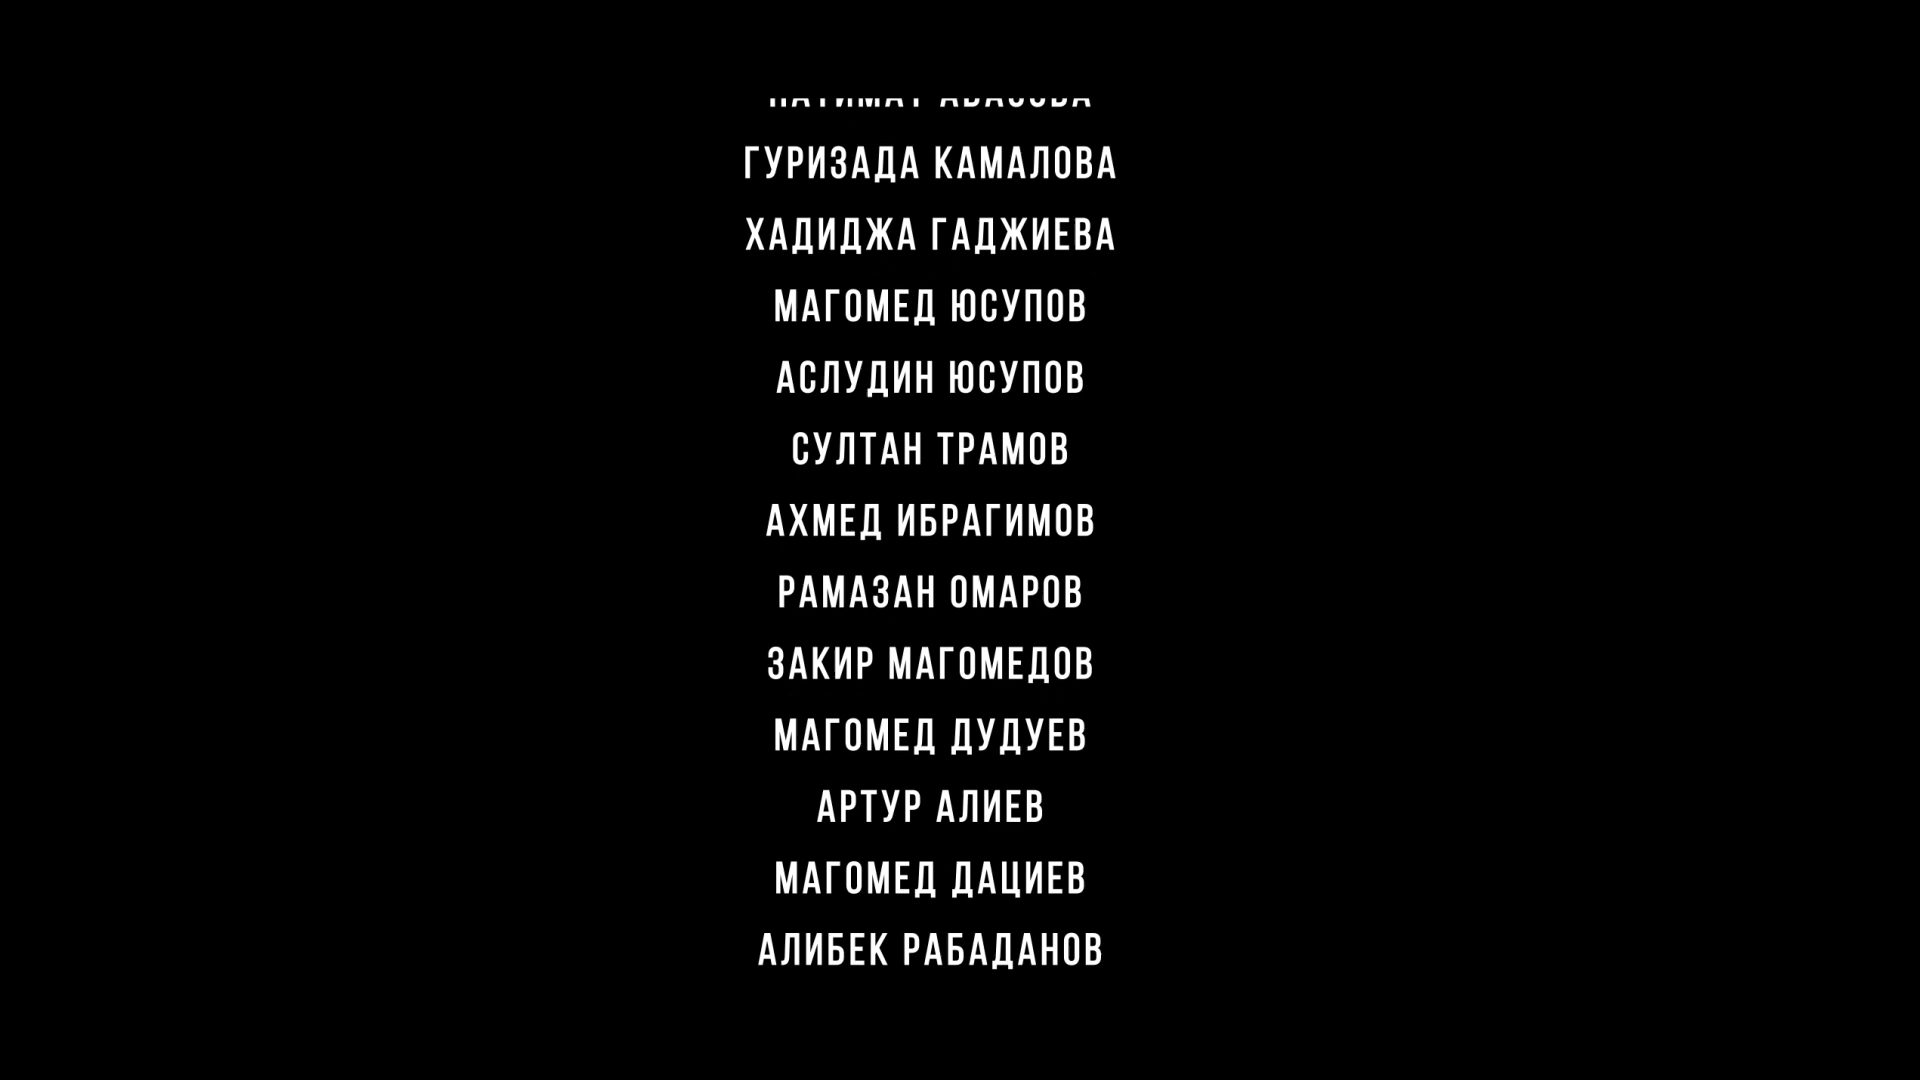 ГУРИЗАДА КАМАЛОВА
ХАДИДЖА ГАДЖИЕВА
МАГОМЕД ЮСУПОВ
АСЛУДИН ЮСУПОВ
СУЛТАН ТРАМОВ
АХМЕД ИБРАГИМОВ
РАМАЗАН ОМАРОВ
ЗАКИР МАГОМЕДОВ
МАГОМЕД ДУДУЕВ
АРТУР АЛИЕВ
МАГОМЕД ДАЦИЕВ
АЛИБЕК РАБАДАНОВ